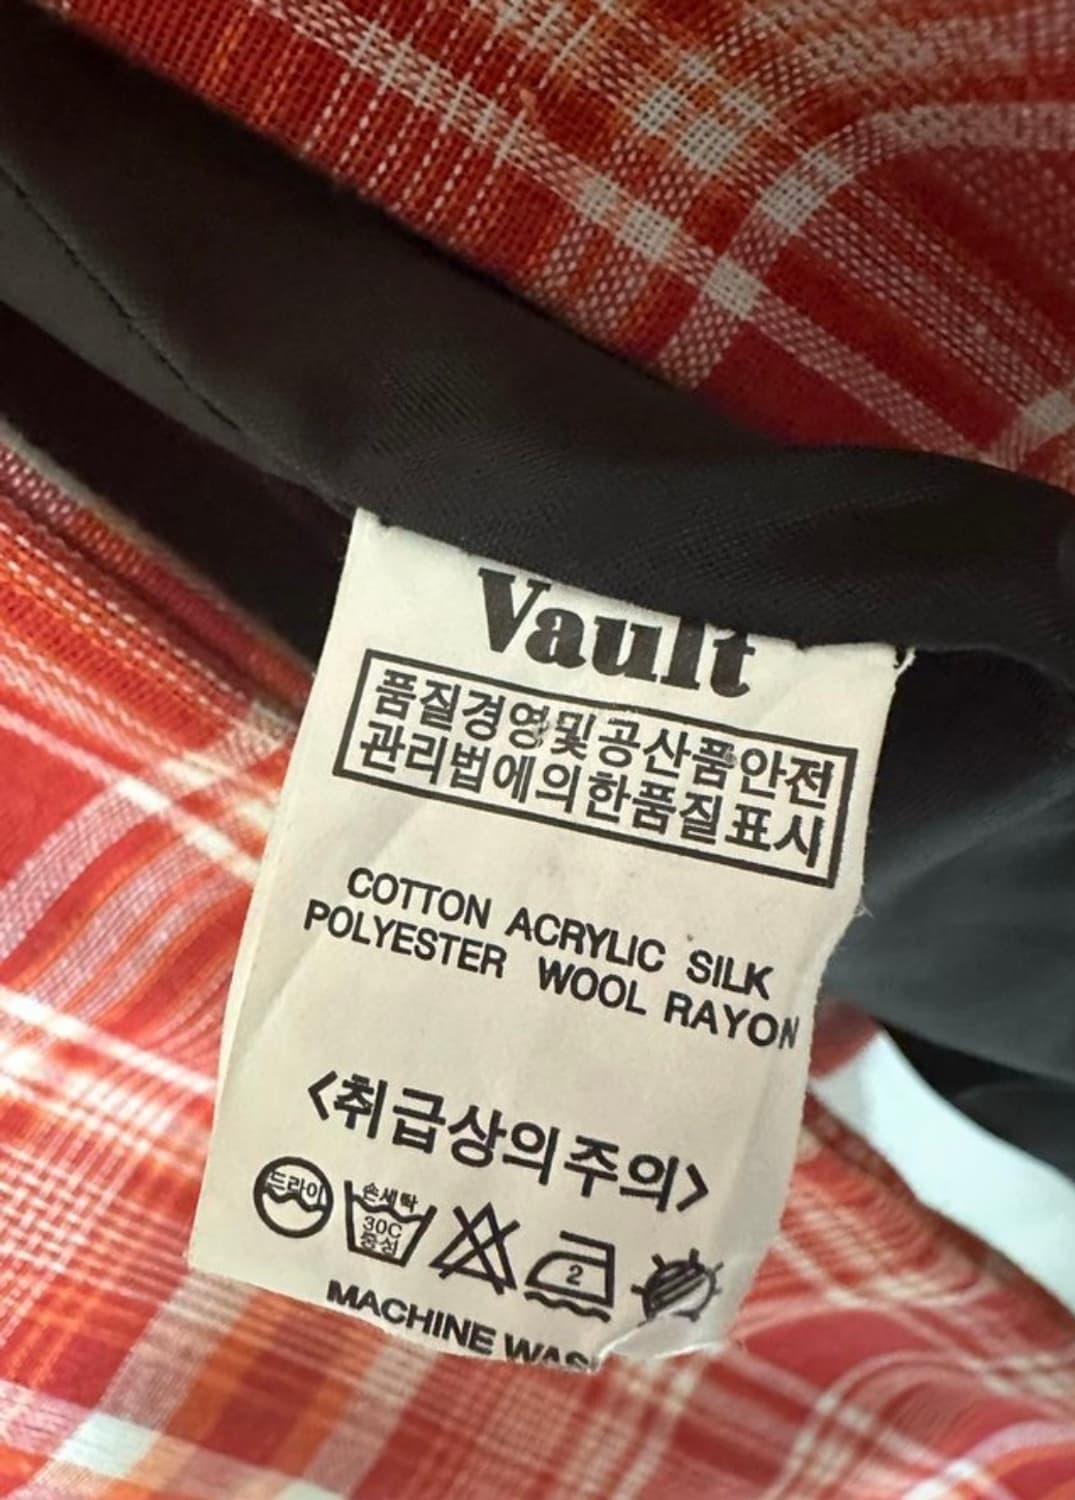 Vault
품질경영및공산품안전
관리법에의한품질표시
COTTON ACRYLIC SILK
POLYESTER WOOL RAYON
<취급상의주의>
드라이
손세탁
30C
중성
2
MACHINE